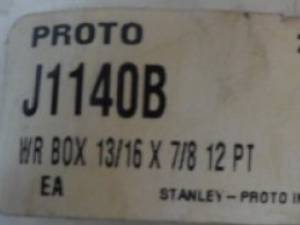 PROTO
J1140B
WR BOX 13/16 X 7/8 12 PT
EA
STANLEY-PROTO